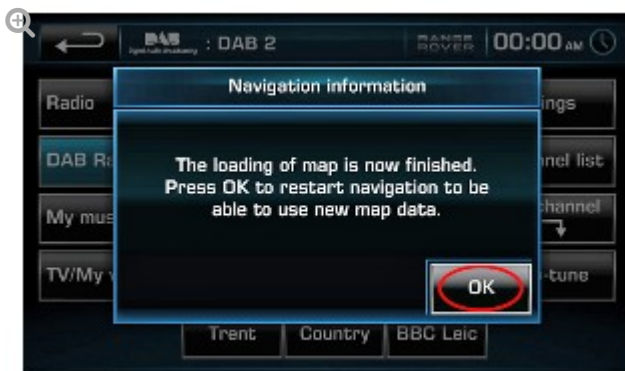 DAB : DAB 2 RANGE ROVER 00:00 AM
Navigation information
Radio ings
DAB Ra nnel list
The loading of map is now finished.
Press OK to restart navigation to be
able to use new map data.
My mus channel
TV/My -tune
OK
Trent Country BBC Leic